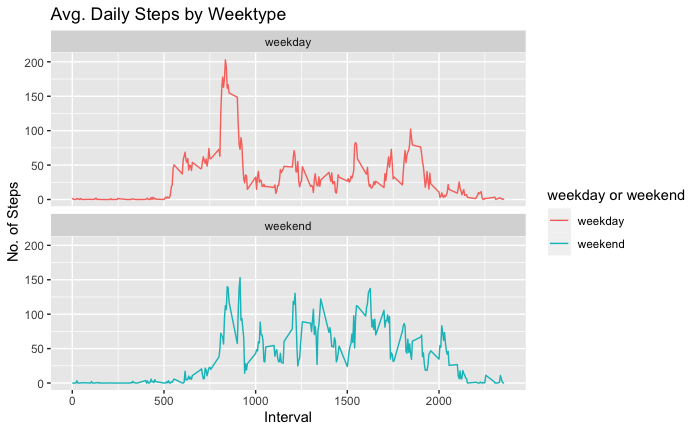 Avg. Daily Steps by Weektype
weekday
200
150
100
50
0
weekend
200
150
100
50
0
No. of Steps
0 500 1000 1500 2000
Interval
weekday or weekend
weekday
weekend